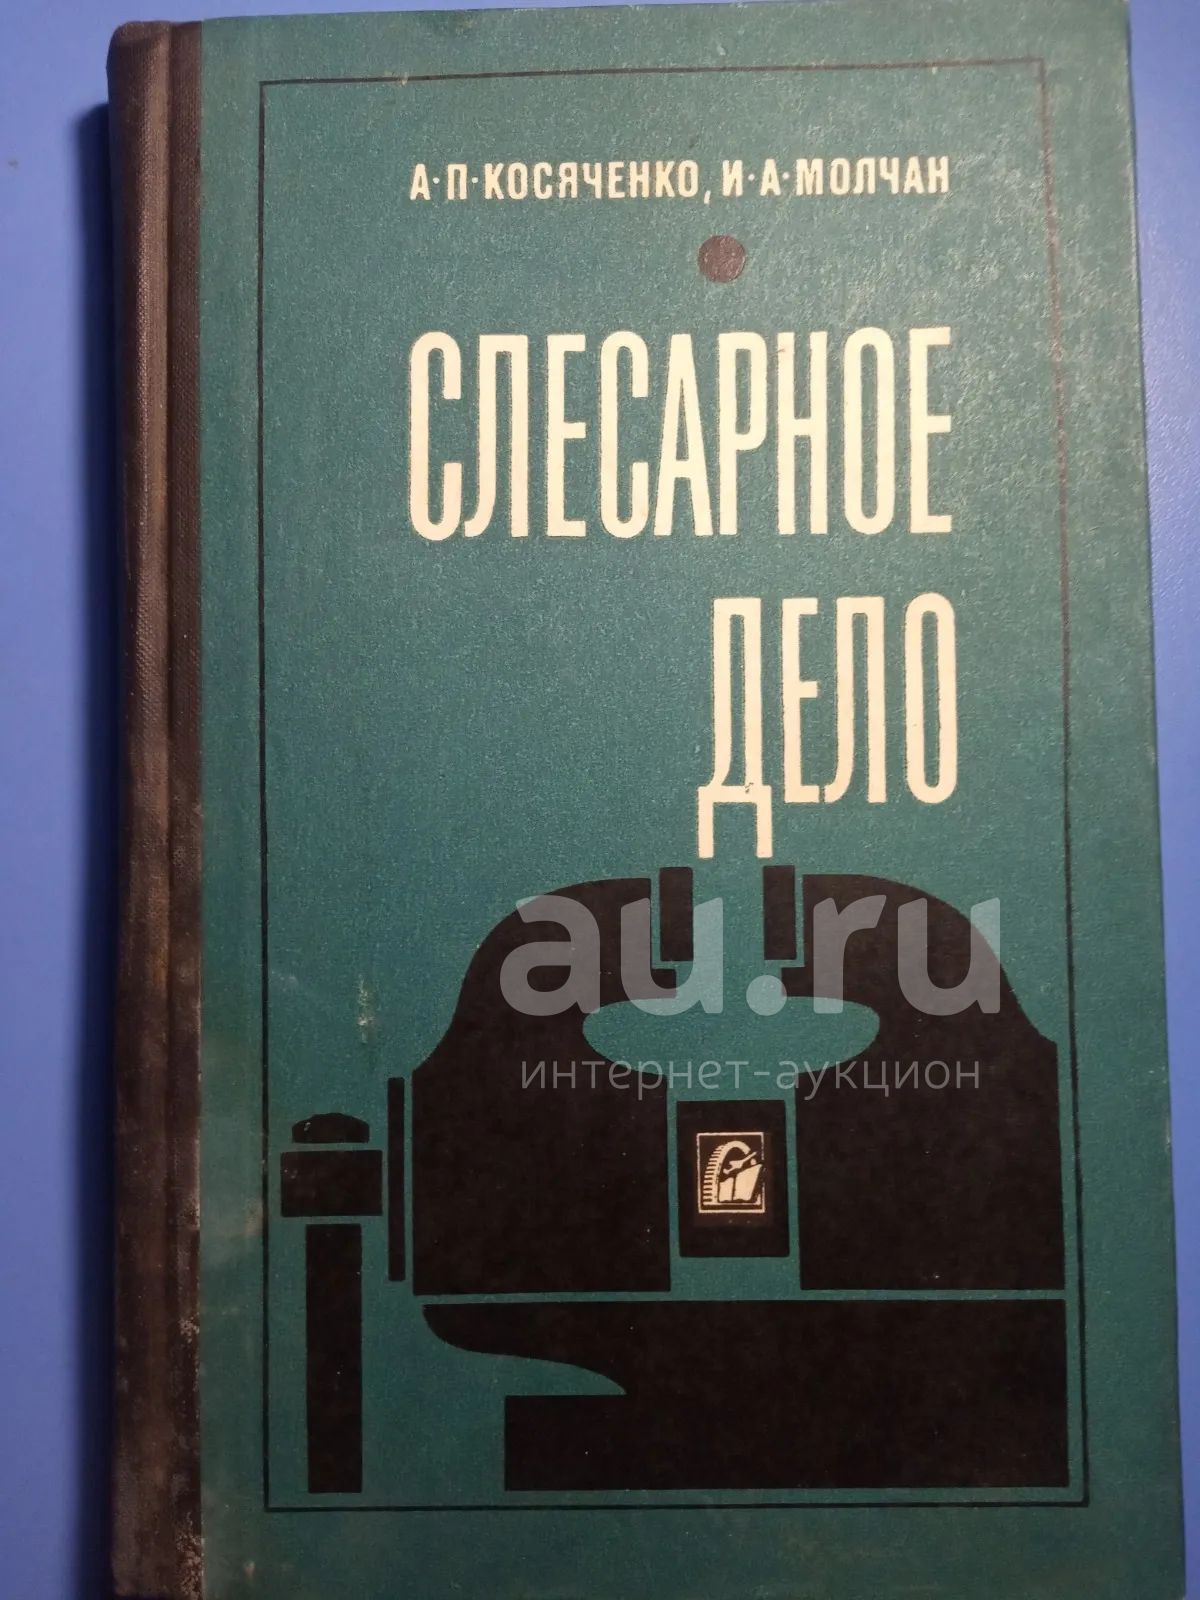 А·П·КОСЯЧЕНКО, И·А·МОЛЧАН
СЛЕСАРНОЕ
ДЕЛО
au.ru
интернет-аукцион